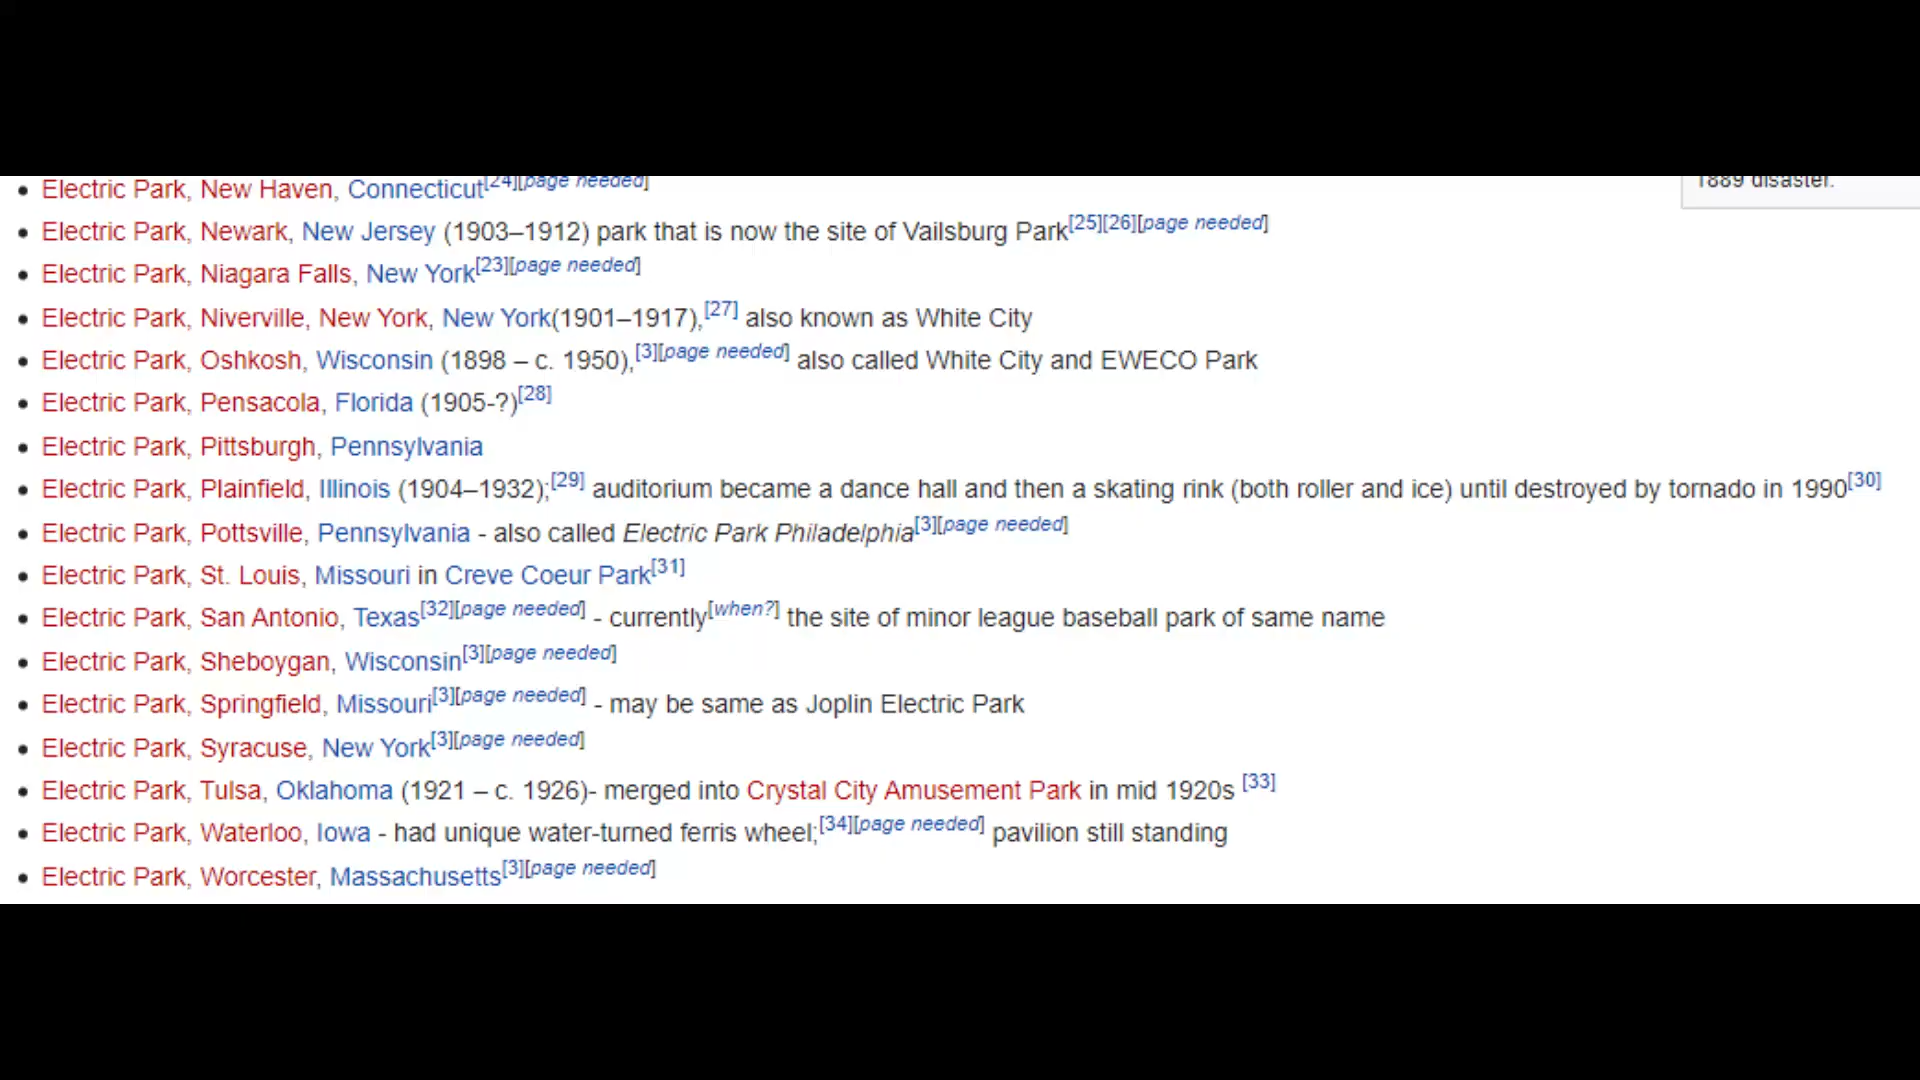 Electric Park, New Haven, Connecticut[24][page needed]
1889 disaster.
Electric Park, Newark, New Jersey (1903–1912) park that is now the site of Vailsburg Park[25][26][page needed]
Electric Park, Niagara Falls, New York[23][page needed]
Electric Park, Niverville, New York, New York(1901–1917),[27] also known as White City
Electric Park, Oshkosh, Wisconsin (1898 – c. 1950),[3][page needed] also called White City and EWECO Park
Electric Park, Pensacola, Florida (1905-?)[28]
Electric Park, Pittsburgh, Pennsylvania
Electric Park, Plainfield, Illinois (1904–1932);[29] auditorium became a dance hall and then a skating rink (both roller and ice) until destroyed by tornado in 1990[30]
Electric Park, Pottsville, Pennsylvania - also called Electric Park Philadelphia[3][page needed]
Electric Park, St. Louis, Missouri in Creve Coeur Park[31]
Electric Park, San Antonio, Texas[32][page needed] - currently[when?] the site of minor league baseball park of same name
Electric Park, Sheboygan, Wisconsin[3][page needed]
Electric Park, Springfield, Missouri[3][page needed] - may be same as Joplin Electric Park
Electric Park, Syracuse, New York[3][page needed]
Electric Park, Tulsa, Oklahoma (1921 – c. 1926)- merged into Crystal City Amusement Park in mid 1920s [33]
Electric Park, Waterloo, Iowa - had unique water-turned ferris wheel;[34][page needed] pavilion still standing
Electric Park, Worcester, Massachusetts[3][page needed]